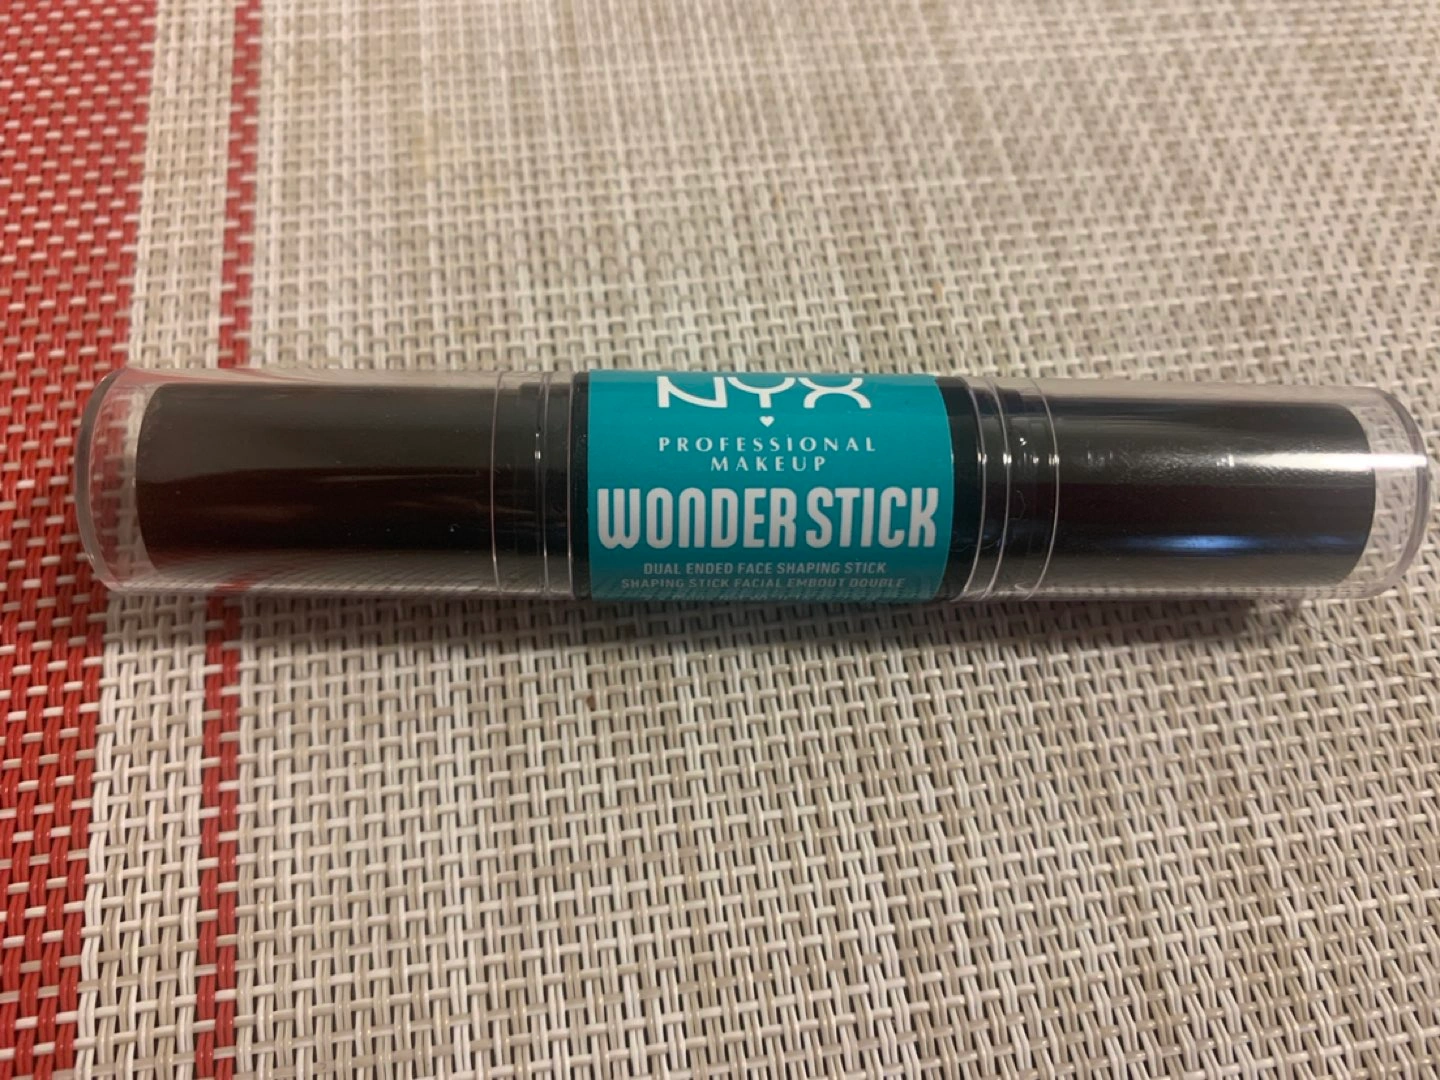 NYX
PROFESSIONAL
MAKEUP
WONDER STICK
DUAL ENDED FACE SHAPING STICK
SHAPING STICK FACIAL EMBOUT DOUBLE